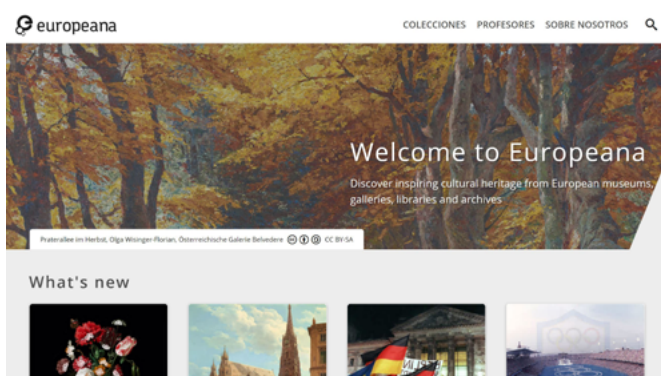 europeana
COLECCIONES PROFESORES SOBRE NOSOTROS
Welcome to Europeana
Discover inspiring cultural heritage from European museums,
galleries, libraries and archives
Praterallee im Herbst, Olga Wisinger-Florian, Österreichische Galerie Belvedere CC BY-SA
What's new